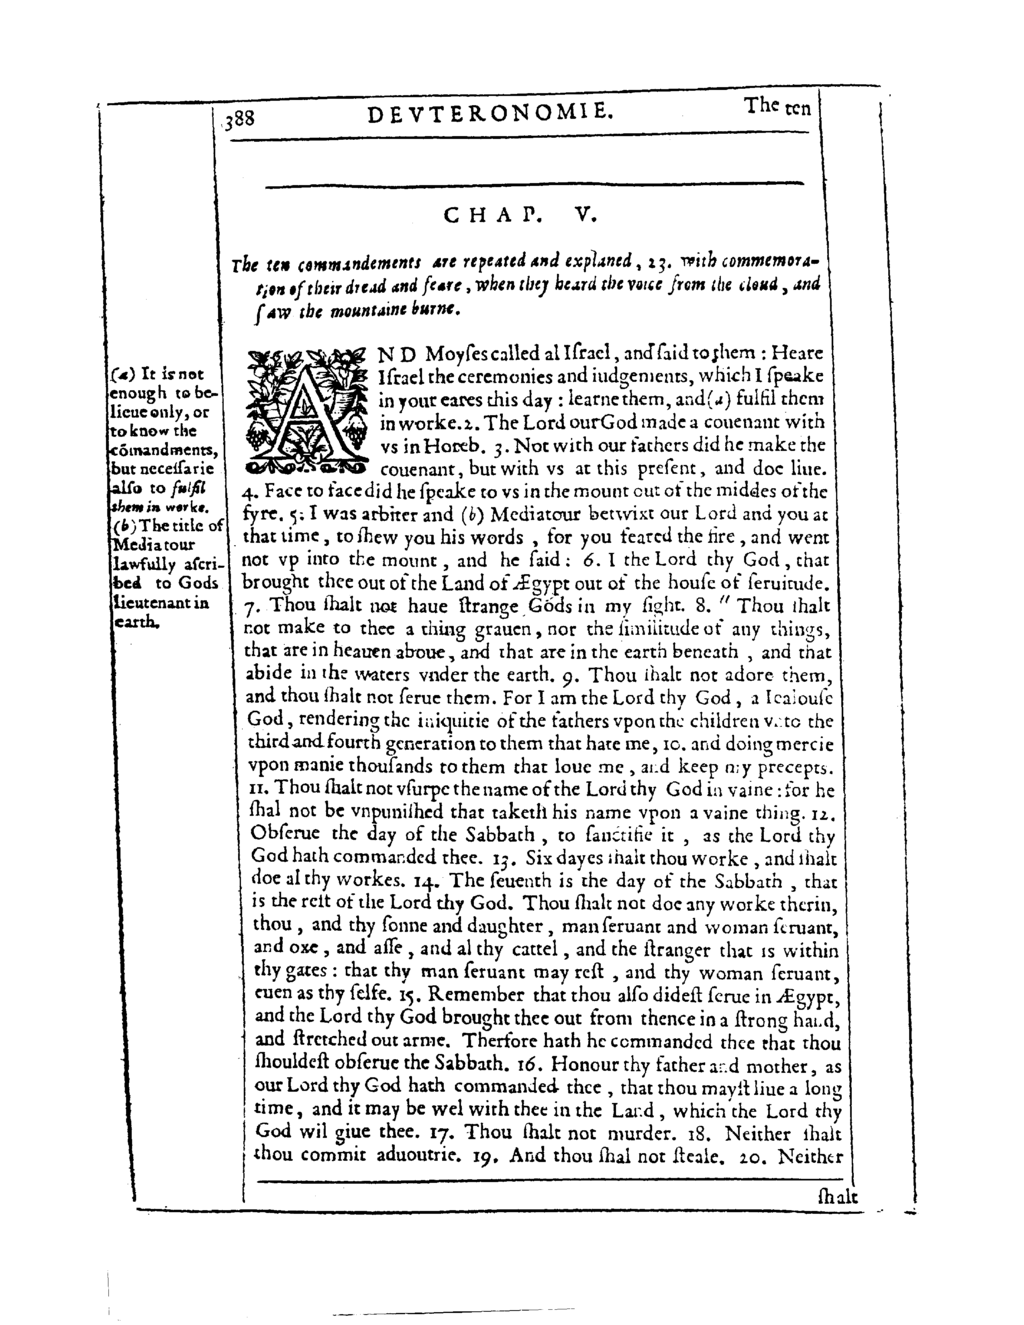 388 DEVTERONOMIE. The ten
CHAP. V.
The ten commandements are repeated and explaned, 23. with commemora-
tion of their dread and feare, when they heard the voice from the cloud, and
ſaw the mountaine burne.
(a) It is not
enough to be-
lieue only, or
to know the
cõmandments,
but neceſſarie
alſo to fulfil
them in worke.
(b) The title of
Mediatour
lawfully aſcri-
bed to Gods
lieutenant in
earth.
AND Moyſes called al Iſrael, and ſaid to them : Heare
Iſrael the ceremonies and iudgements, which I ſpeake
in your eares this day : learne them, and (a) fulfil them
in worke. 2. The Lord our God made a couenant with
vs in Horeb. 3. Not with our fathers did he make the
couenant, but with vs at this preſent, and doe liue.
4. Face to face did he ſpeake to vs in the mount out of the middes of the
fyre. 5. I was arbiter and (b) Mediatour betwixt our Lord and you at
that time, to ſhew you his words, for you feared the fire, and went
not vp into the mount, and he ſaid : 6. I the Lord thy God, that
brought thee out of the Land of Ægypt out of the houſe of ſeruitude.
7. Thou ſhalt not haue ſtrange Gods in my ſight. 8. " Thou ſhalt
not make to thee a thing grauen, nor the ſimilitude of any things,
that are in heauen aboue, and that are in the earth beneath, and that
abide in the waters vnder the earth. 9. Thou ſhalt not adore them,
and thou ſhalt not ſerue them. For I am the Lord thy God, a Iealouſe
God, rendering the iniquitie of the fathers vpon the children vnto the
third and fourth generation to them that hate me, 10. and doing mercie
vpon manie thouſands to them that loue me, and keep my precepts.
11. Thou ſhalt not vſurpe the name of the Lord thy God in vaine : for he
ſhal not be vnpuniſhed that taketh his name vpon a vaine thing. 12.
Obſerue the day of the Sabbath, to ſanctifie it, as the Lord thy
God hath commanded thee. 13. Six dayes ſhalt thou worke, and ſhalt
doe al thy workes. 14. The ſeuenth is the day of the Sabbath, that
is the reſt of the Lord thy God. Thou ſhalt not doe any worke therin,
thou, and thy ſonne and daughter, man ſeruant and woman ſeruant,
and oxe, and aſſe, and al thy cattel, and the ſtranger that is within
thy gates : that thy man ſeruant may reſt, and thy woman ſeruant,
euen as thy ſelfe. 15. Remember that thou alſo dideſt ſerue in Ægypt,
and the Lord thy God brought thee out from thence in a ſtrong hand,
and ſtretched out arme. Therfore hath he commanded thee that thou
ſhouldeſt obſerue the Sabbath. 16. Honour thy father and mother, as
our Lord thy God hath commanded thee, that thou mayſt liue a long
time, and it may be wel with thee in the Land, which the Lord thy
God wil giue thee. 17. Thou ſhalt not murder. 18. Neither ſhalt
thou commit aduoutrie. 19. And thou ſhal not ſteale. 20. Neither
ſhalt